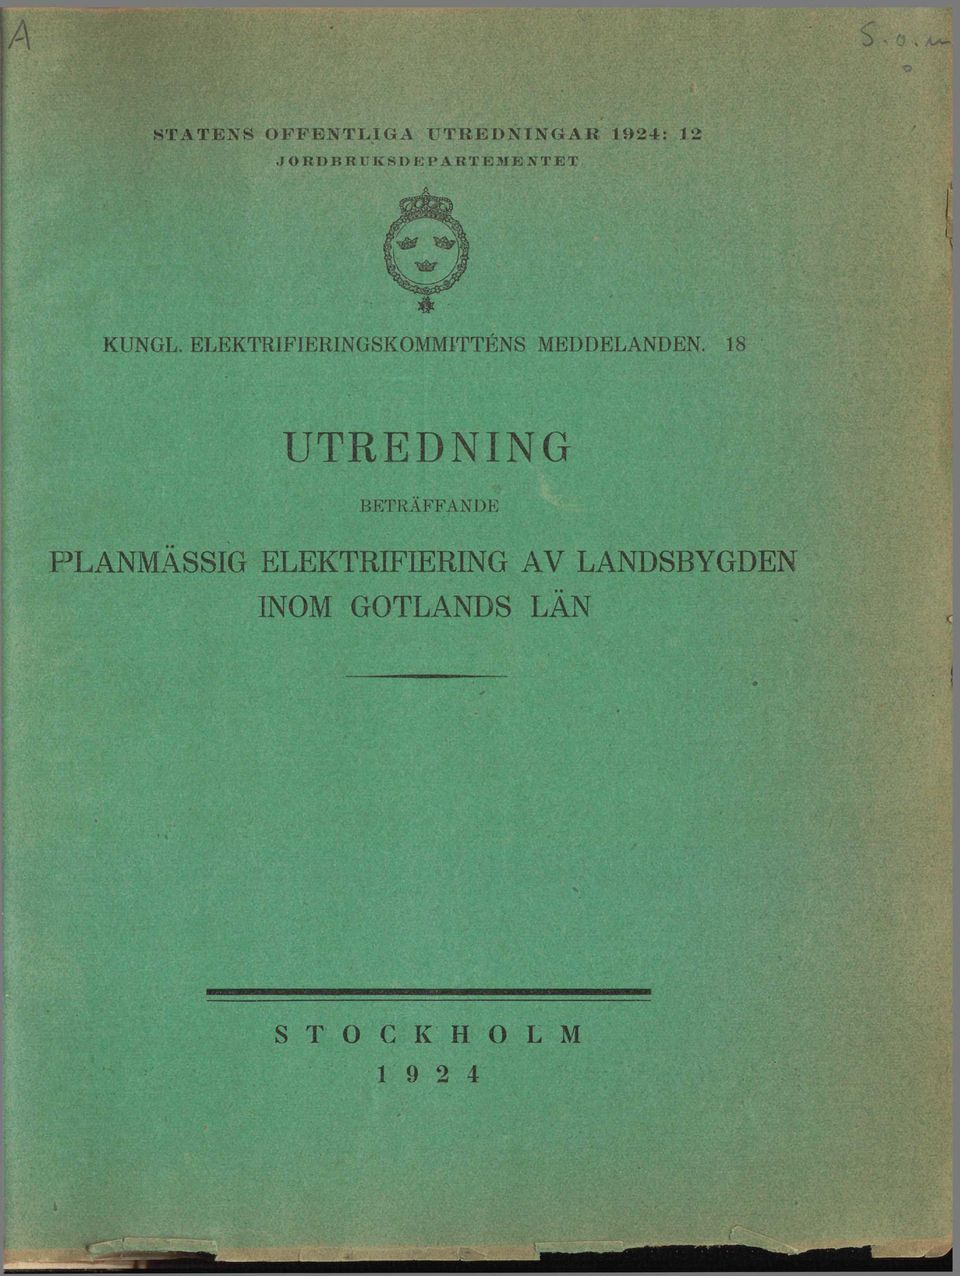 A
S.o.u
STATENS OFFENTLIGA UTREDNINGAR 1924: 12
JORDBRUKSDEPARTEMENTET
KUNGL. ELEKTRIFIERINGSKOMMITTÉNS MEDDELANDEN. 18
UTREDNING
BETRÄFFANDE
PLANMÄSSIG ELEKTRIFIERING AV LANDSBYGDEN
INOM GOTLANDS LÄN
STOCKHOLM
1924